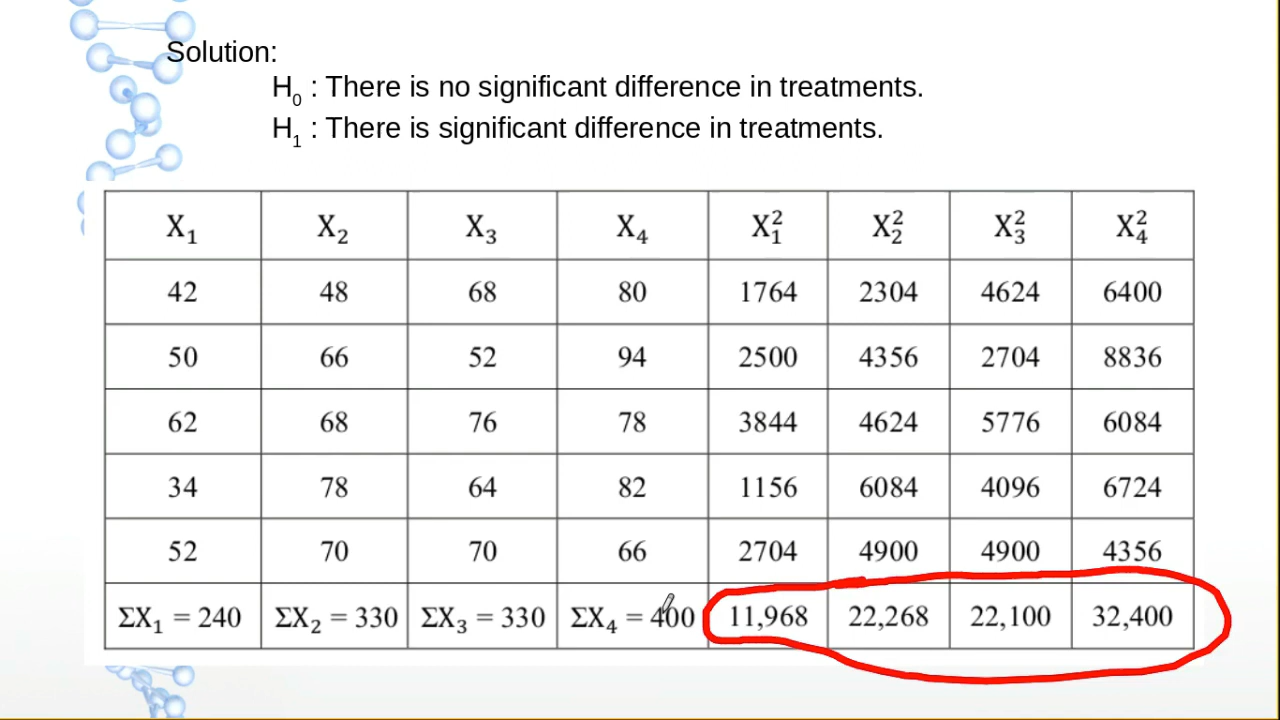 Solution:
H₀ : There is no significant difference in treatments.
H₁ : There is significant difference in treatments.
X₁ X₂ X₃ X₄ X₁² X₂² X₃² X₄²
42 48 68 80 1764 2304 4624 6400
50 66 52 94 2500 4356 2704 8836
62 68 76 78 3844 4624 5776 6084
34 78 64 82 1156 6084 4096 6724
52 70 70 66 2704 4900 4900 4356
ΣX₁ = 240 ΣX₂ = 330 ΣX₃ = 330 ΣX₄ = 400 11,968 22,268 22,100 32,400